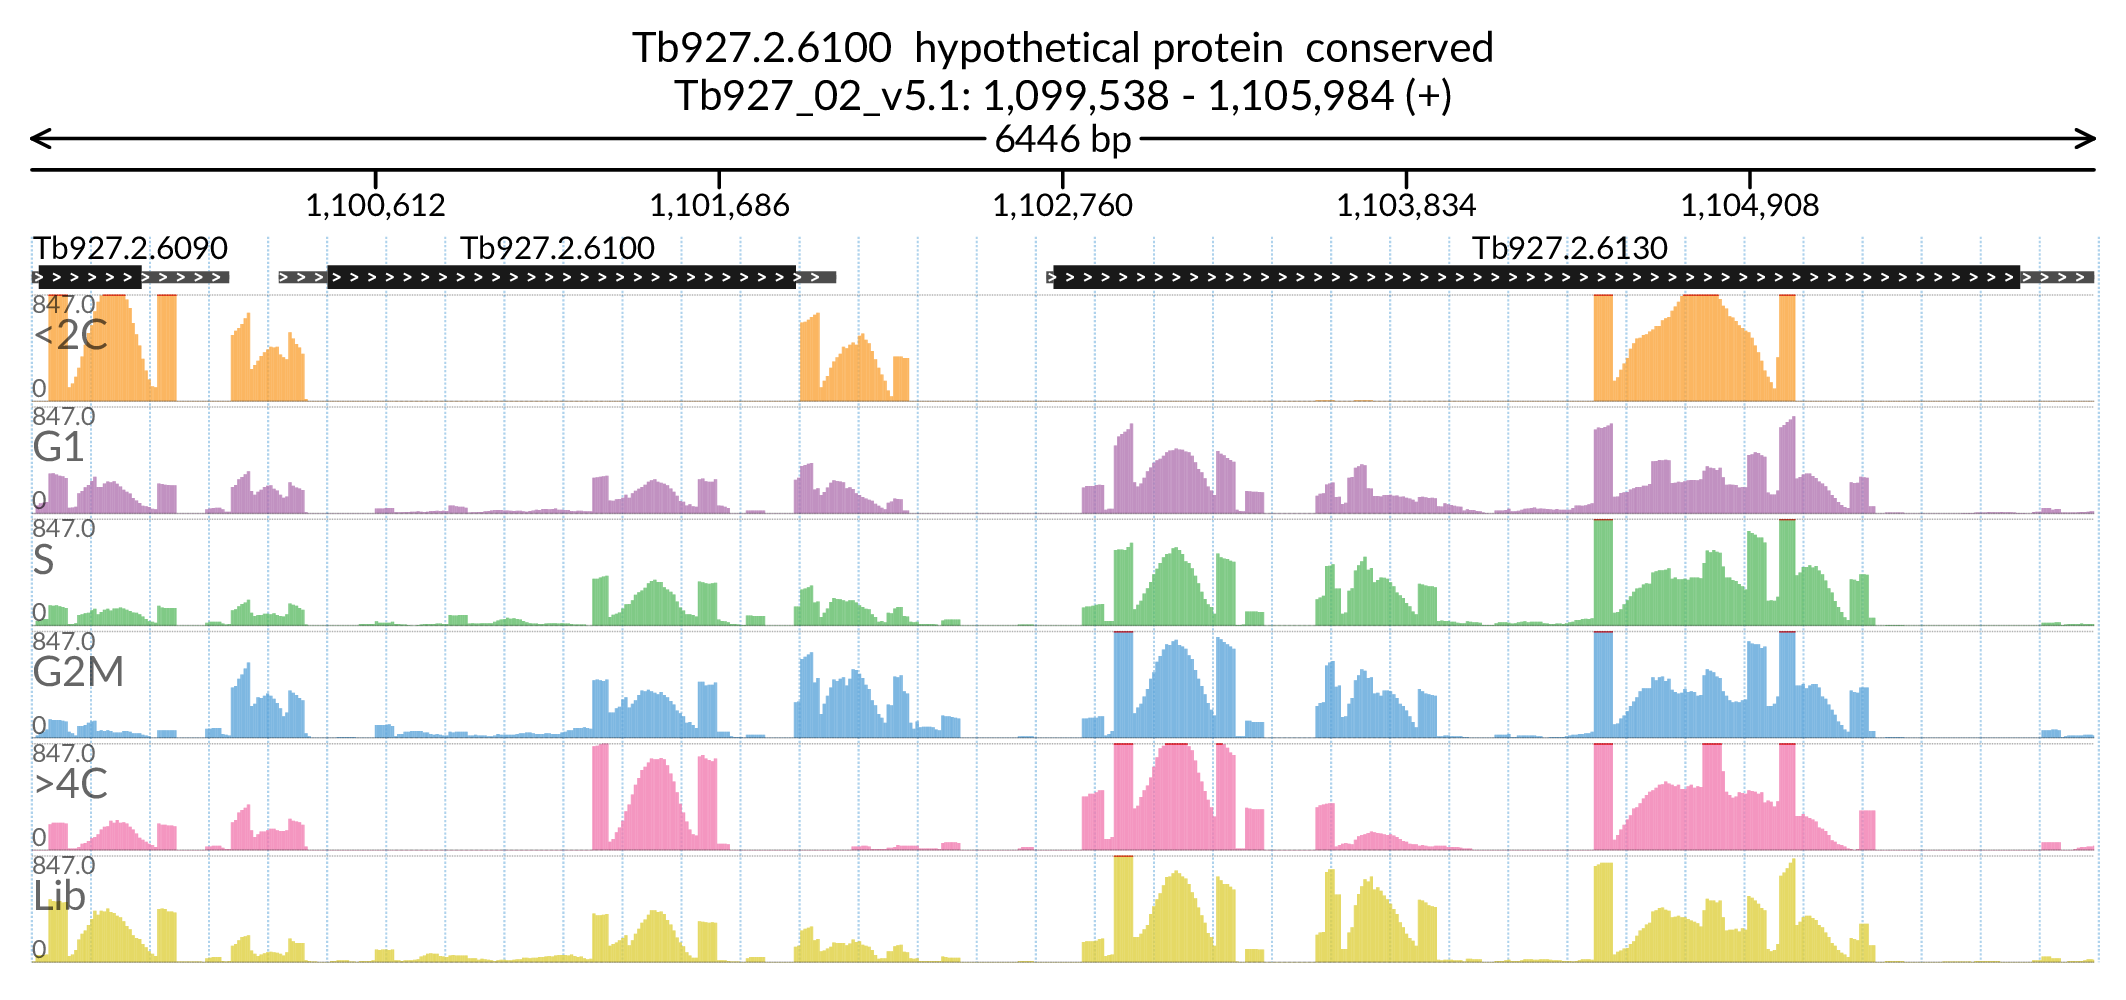 Tb927.2.6100  hypothetical protein  conserved
Tb927_02_v5.1: 1,099,538 - 1,105,984 (+)
6446 bp
1,100,612 1,101,686 1,102,760 1,103,834 1,104,908
Tb927.2.6090 Tb927.2.6100 Tb927.2.6130
847.0
<2C
0
847.0
G1
0
847.0
S
0
847.0
G2M
0
847.0
>4C
0
847.0
Lib
0